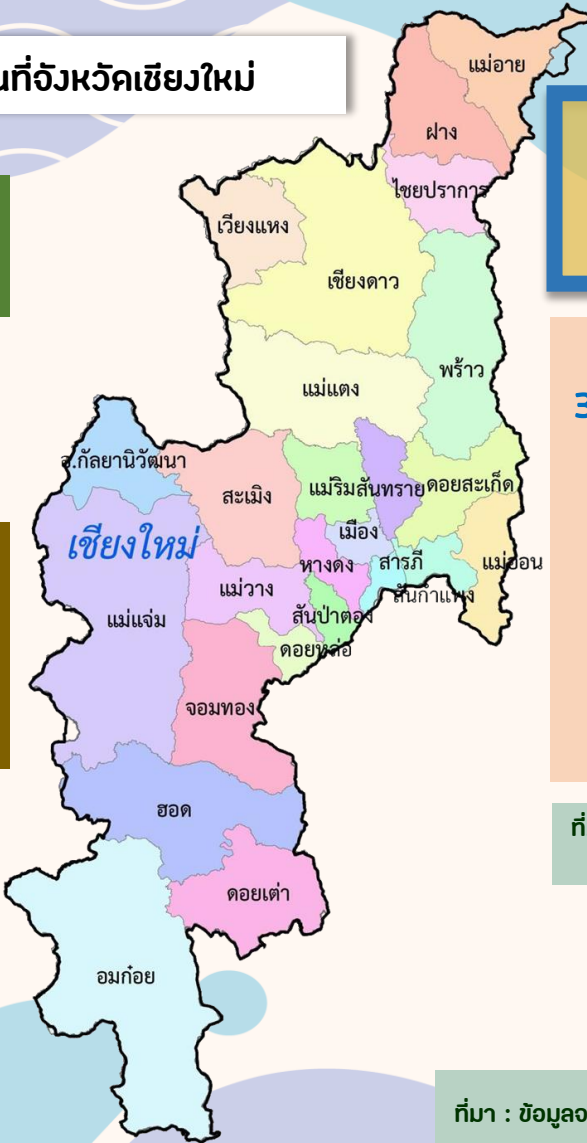 นที่จังหวัดเชียงใหม่
แม่อาย
ฝาง
ไชยปราการ
เวียงแหง
เชียงดาว
พร้าว
แม่แตง
อ.กัลยาณิวัฒนา
สะเมิง
แม่ริม
สันทราย
ดอยสะเก็ด
เชียงใหม่
เมือง
หางดง
สารภี
แม่ออน
แม่วาง
สันกำแพง
แม่แจ่ม
สันป่าตอง
ดอยหล่อ
จอมทอง
ฮอด
ที่
ดอยเต่า
อมก๋อย
ที่มา : ข้อมูลจ